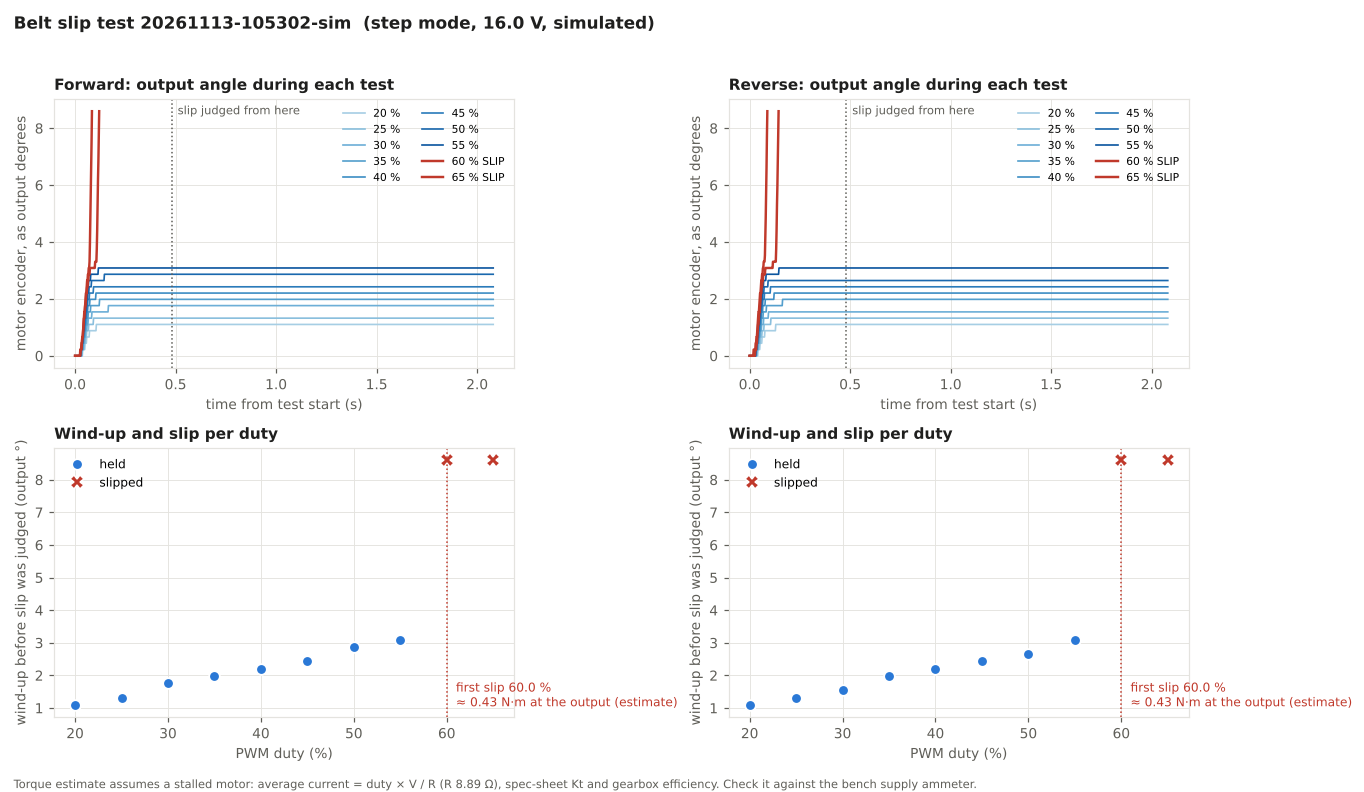 Belt slip test 20261113-105302-sim  (step mode, 16.0 V, simulated)
Forward: output angle during each test
motor encoder, as output degrees
8
6
4
2
0
slip judged from here
20 %
25 %
30 %
35 %
40 %
45 %
50 %
55 %
60 % SLIP
65 % SLIP
0.0 0.5 1.0 1.5 2.0
time from test start (s)
Reverse: output angle during each test
motor encoder, as output degrees
8
6
4
2
0
slip judged from here
20 %
25 %
30 %
35 %
40 %
45 %
50 %
55 %
60 % SLIP
65 % SLIP
0.0 0.5 1.0 1.5 2.0
time from test start (s)
Wind-up and slip per duty
wind-up before slip was judged (output °)
8
7
6
5
4
3
2
1
held
slipped
first slip 60.0 %
≈ 0.43 N·m at the output (estimate)
20 30 40 50 60
PWM duty (%)
Wind-up and slip per duty
wind-up before slip was judged (output °)
8
7
6
5
4
3
2
1
held
slipped
first slip 60.0 %
≈ 0.43 N·m at the output (estimate)
20 30 40 50 60
PWM duty (%)
Torque estimate assumes a stalled motor: average current = duty × V / R (R 8.89 Ω), spec-sheet Kt and gearbox efficiency. Check it against the bench supply ammeter.